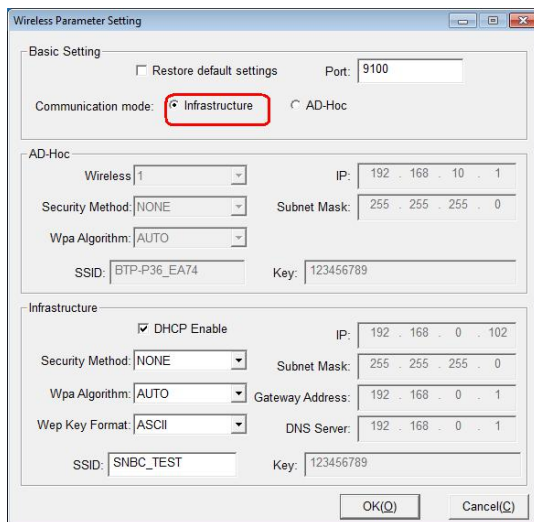 Wireless Parameter Setting
Basic Setting
Restore default settings Port: 9100
Communication mode: Infrastructure AD-Hoc
AD-Hoc
Wireless 1 IP: 192 . 168 . 10 . 1
Security Method: NONE Subnet Mask: 255 . 255 . 255 . 0
Wpa Algorithm: AUTO
SSID: BTP-P36_EA74 Key: 123456789
Infrastructure
DHCP Enable IP: 192 . 168 . 0 . 102
Security Method: NONE Subnet Mask: 255 . 255 . 255 . 0
Wpa Algorithm: AUTO Gateway Address: 192 . 168 . 0 . 1
Wep Key Format: ASCII DNS Server: 192 . 168 . 0 . 1
SSID: SNBC_TEST Key: 123456789
OK(O) Cancel(C)